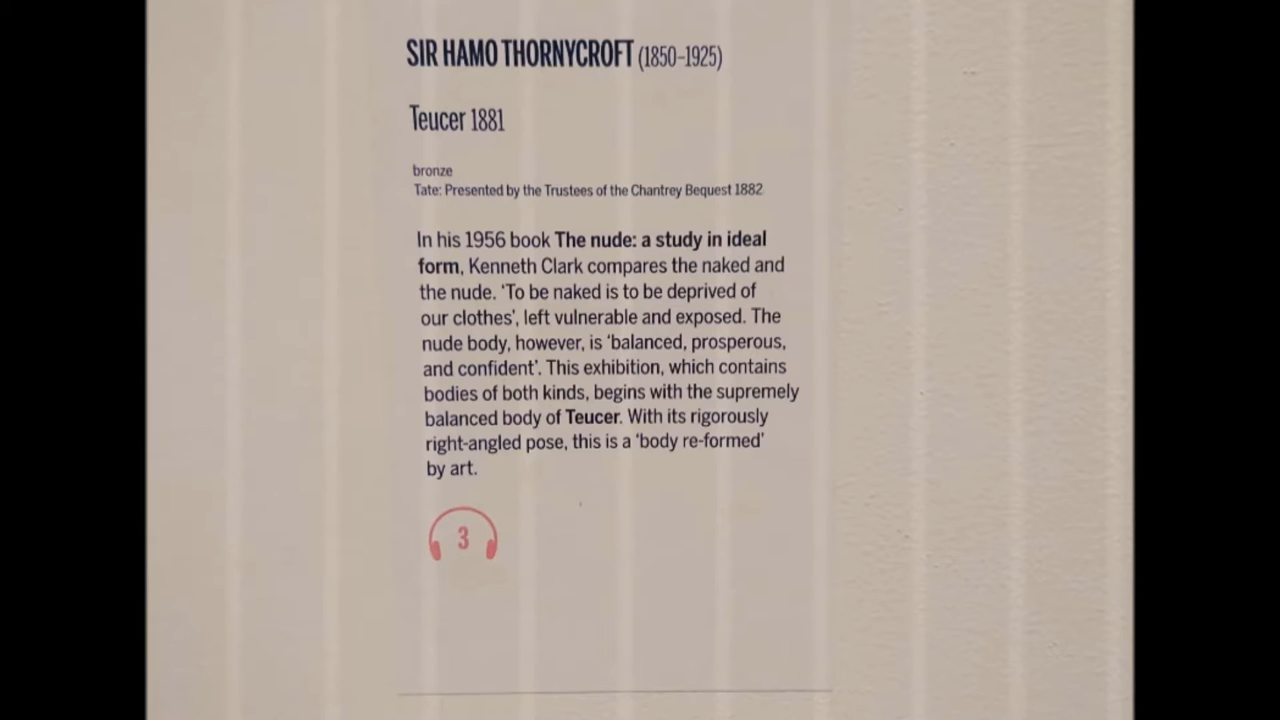 SIR HAMO THORNYCROFT (1850–1925)
Teucer 1881
bronze
Tate: Presented by the Trustees of the Chantrey Bequest 1882
In his 1956 book The nude: a study in ideal
form, Kenneth Clark compares the naked and
the nude. ‘To be naked is to be deprived of
our clothes’, left vulnerable and exposed. The
nude body, however, is ‘balanced, prosperous,
and confident’. This exhibition, which contains
bodies of both kinds, begins with the supremely
balanced body of Teucer. With its rigorously
right-angled pose, this is a ‘body re-formed’
by art.
3